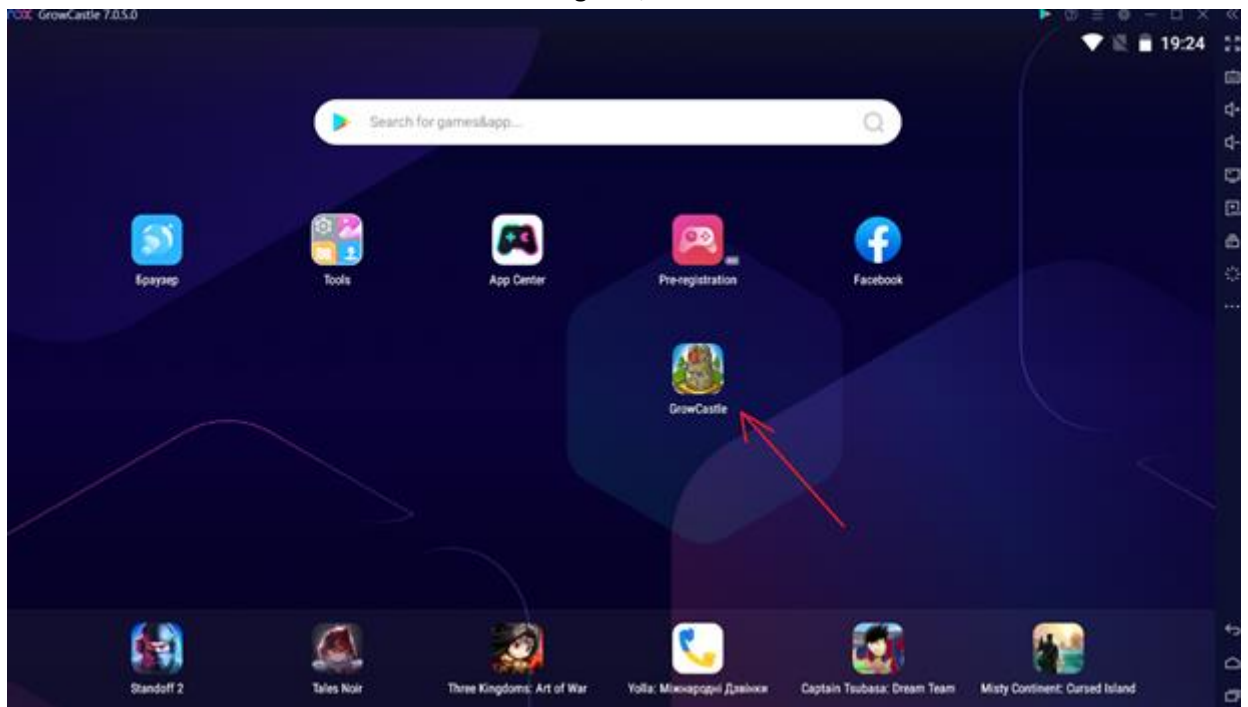 nox GrowCastle 7.0.5.0
19:24
Search for games&app...
Браузер
Tools
App Center
Pre-registration
Facebook
GrowCastle
Standoff 2
Tales Noir
Three Kingdoms: Art of War
Yolla: Міжнародні Дзвінки
Captain Tsubasa: Dream Team
Misty Continent: Cursed Island